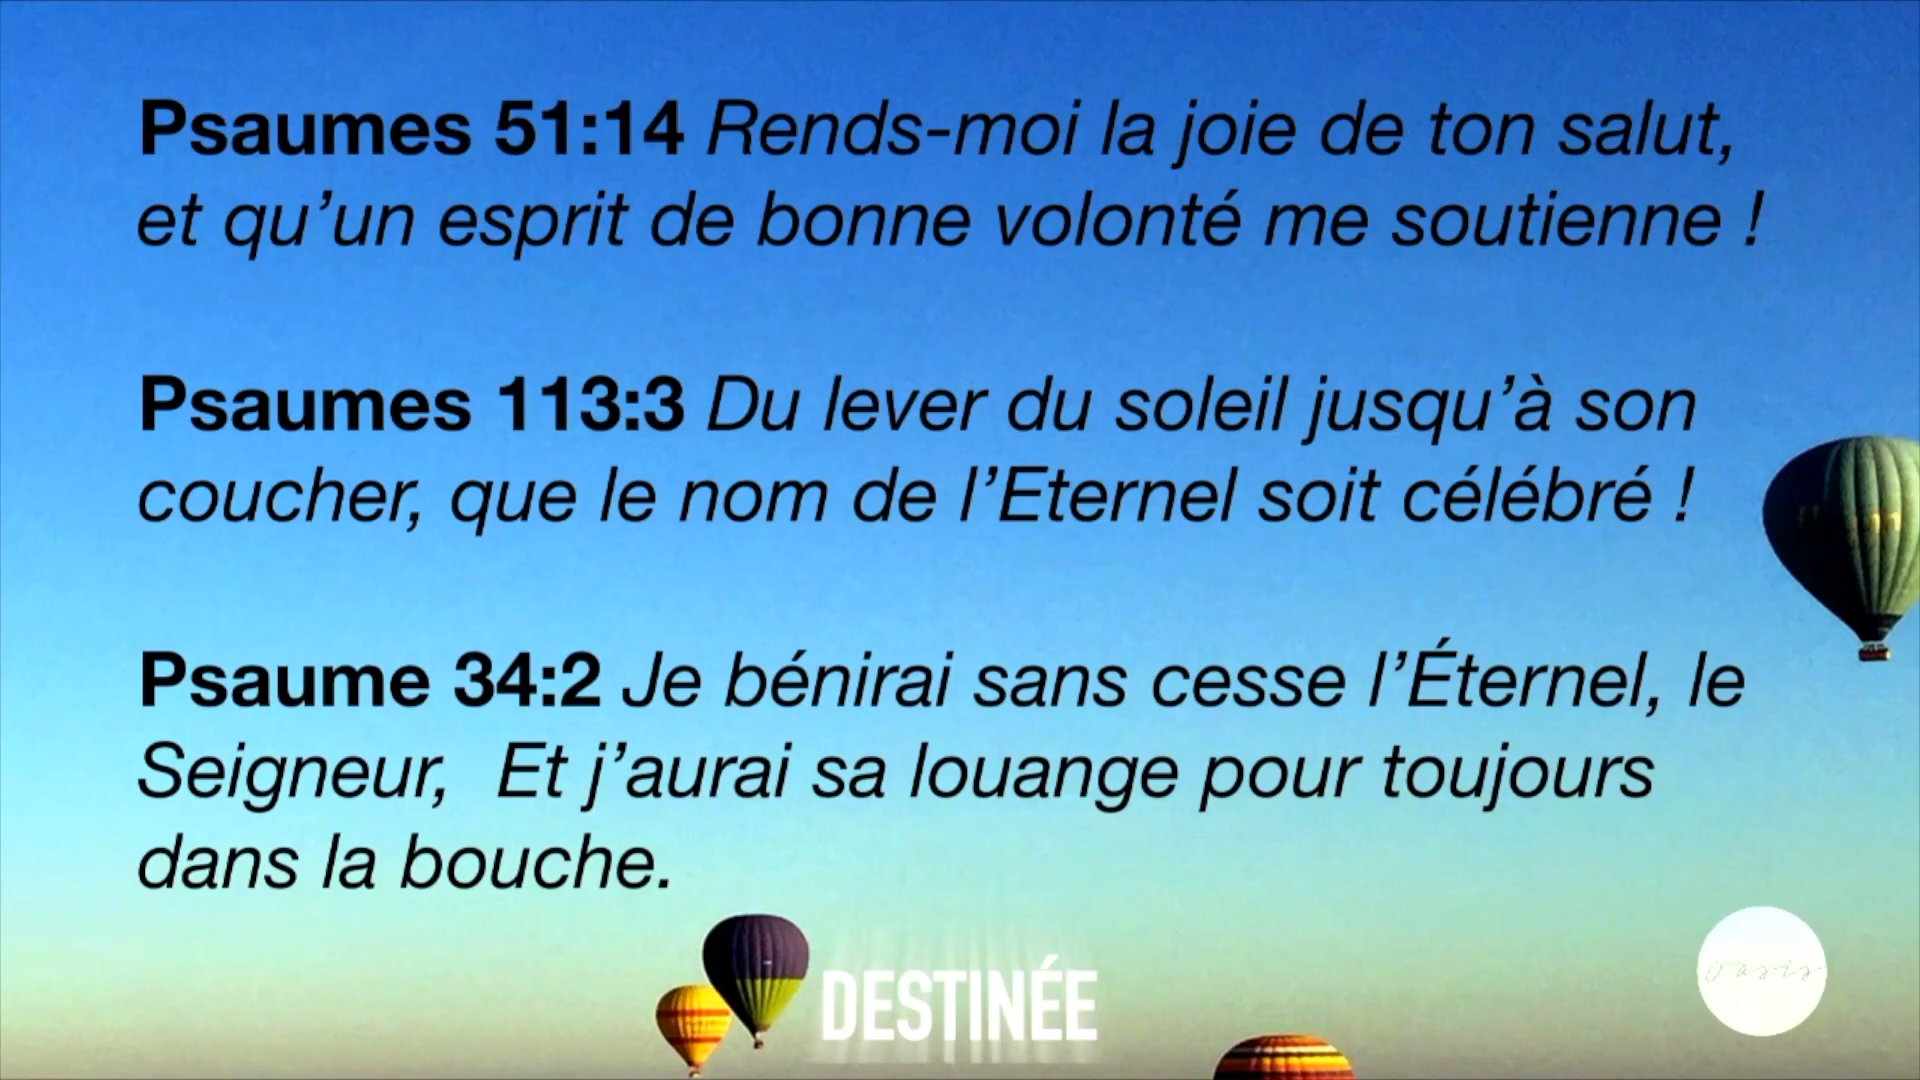 Psaumes 51:14 Rends-moi la joie de ton salut,
et qu’un esprit de bonne volonté me soutienne !
Psaumes 113:3 Du lever du soleil jusqu’à son
coucher, que le nom de l’Eternel soit célébré !
Psaume 34:2 Je bénirai sans cesse l’Éternel, le
Seigneur,  Et j’aurai sa louange pour toujours
dans la bouche.
DESTINÉE
oasis